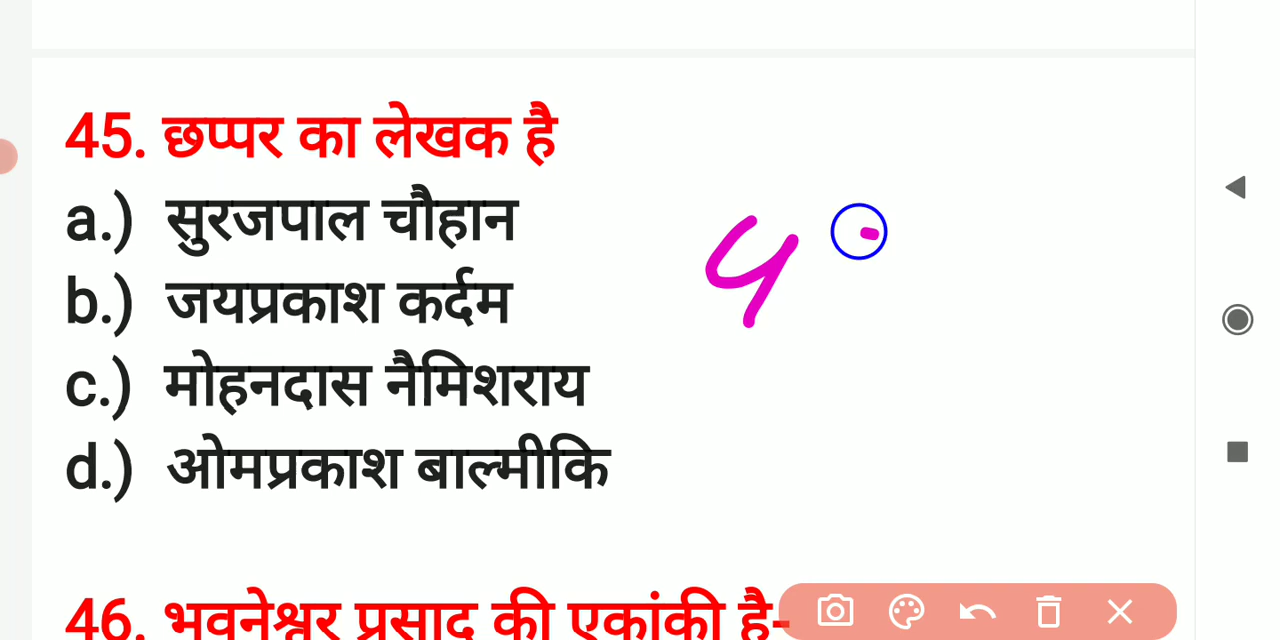 45. छप्पर का लेखक है
a.) सुरजपाल चौहान
b.) जयप्रकाश कर्दम
c.) मोहनदास नैमिशराय
d.) ओमप्रकाश बाल्मीकि
4
46. भुवनेश्वर प्रसाद की एकांकी है-